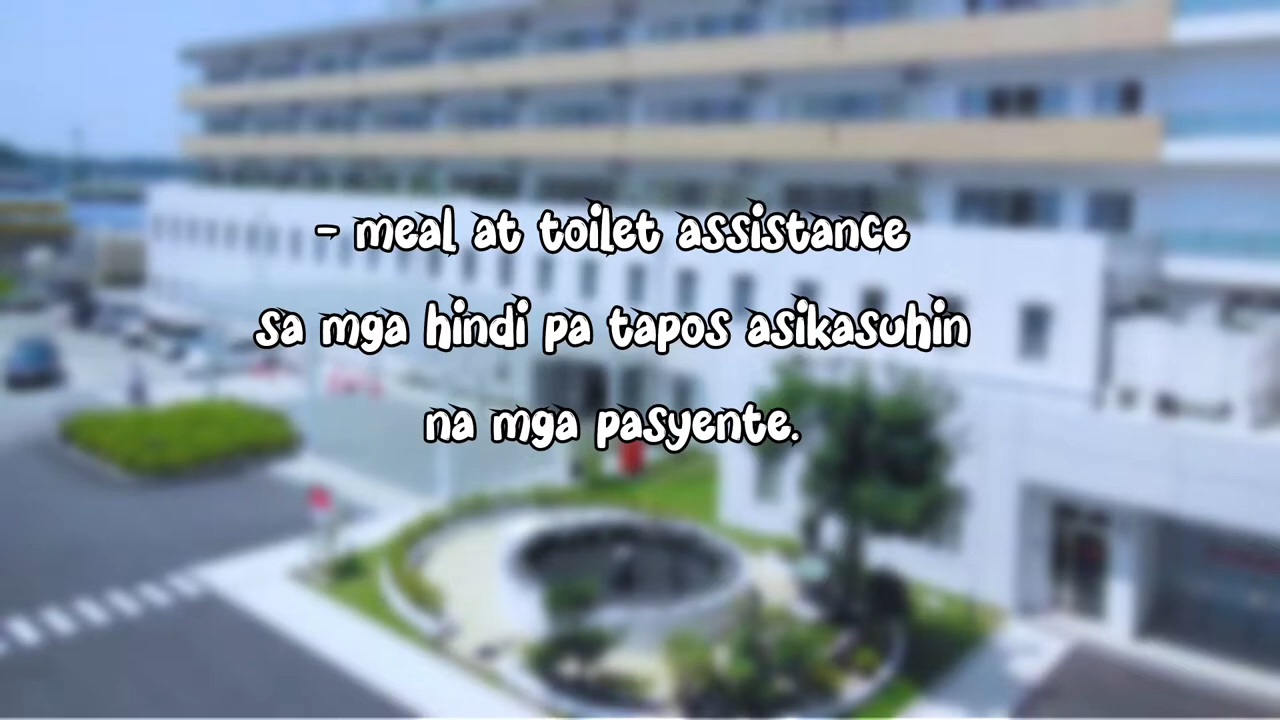 - meal at toilet assistance
sa mga hindi pa tapos asikasuhin
na mga pasyente.